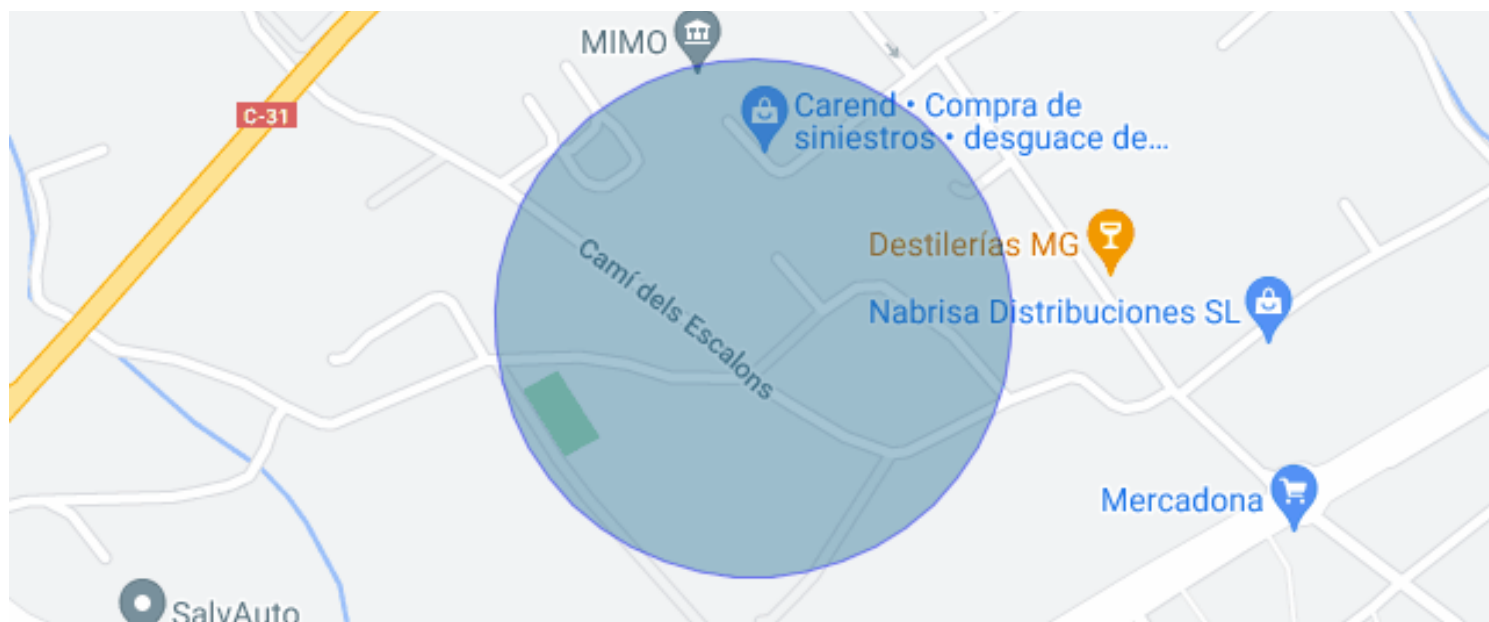 MIMO
C-31
Carend • Compra de
siniestros • desguace de...
Destilerías MG
Camí dels Escalons
Nabrisa Distribuciones SL
Mercadona
SalvAuto